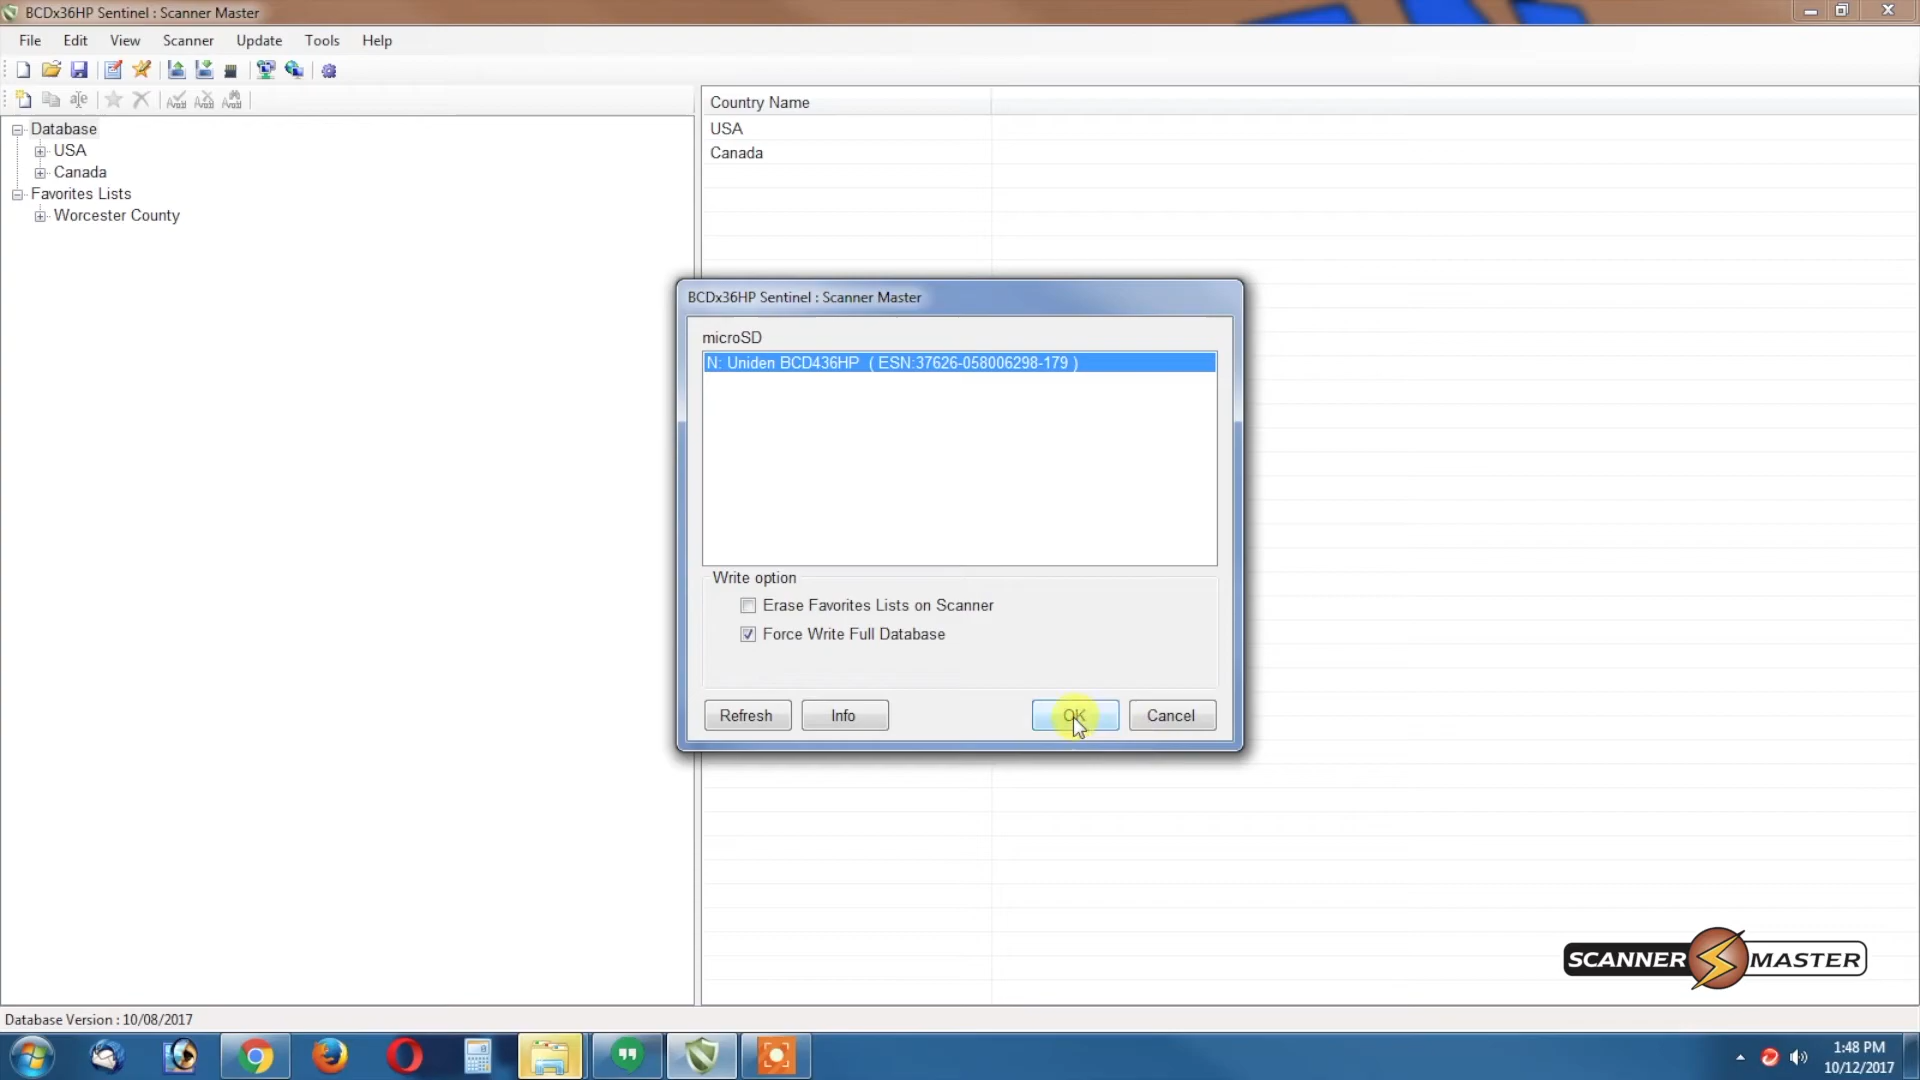 BCDx36HP Sentinel : Scanner Master
File Edit View Scanner Update Tools Help
Database
USA
Canada
Favorites Lists
Worcester County
Country Name
USA
Canada
BCDx36HP Sentinel : Scanner Master
microSD
N: Uniden BCD436HP ( ESN:37626-058006298-179 )
Write option
Erase Favorites Lists on Scanner
Force Write Full Database
Refresh Info OK Cancel
SCANNER MASTER
Database Version : 10/08/2017
1:48 PM
10/12/2017